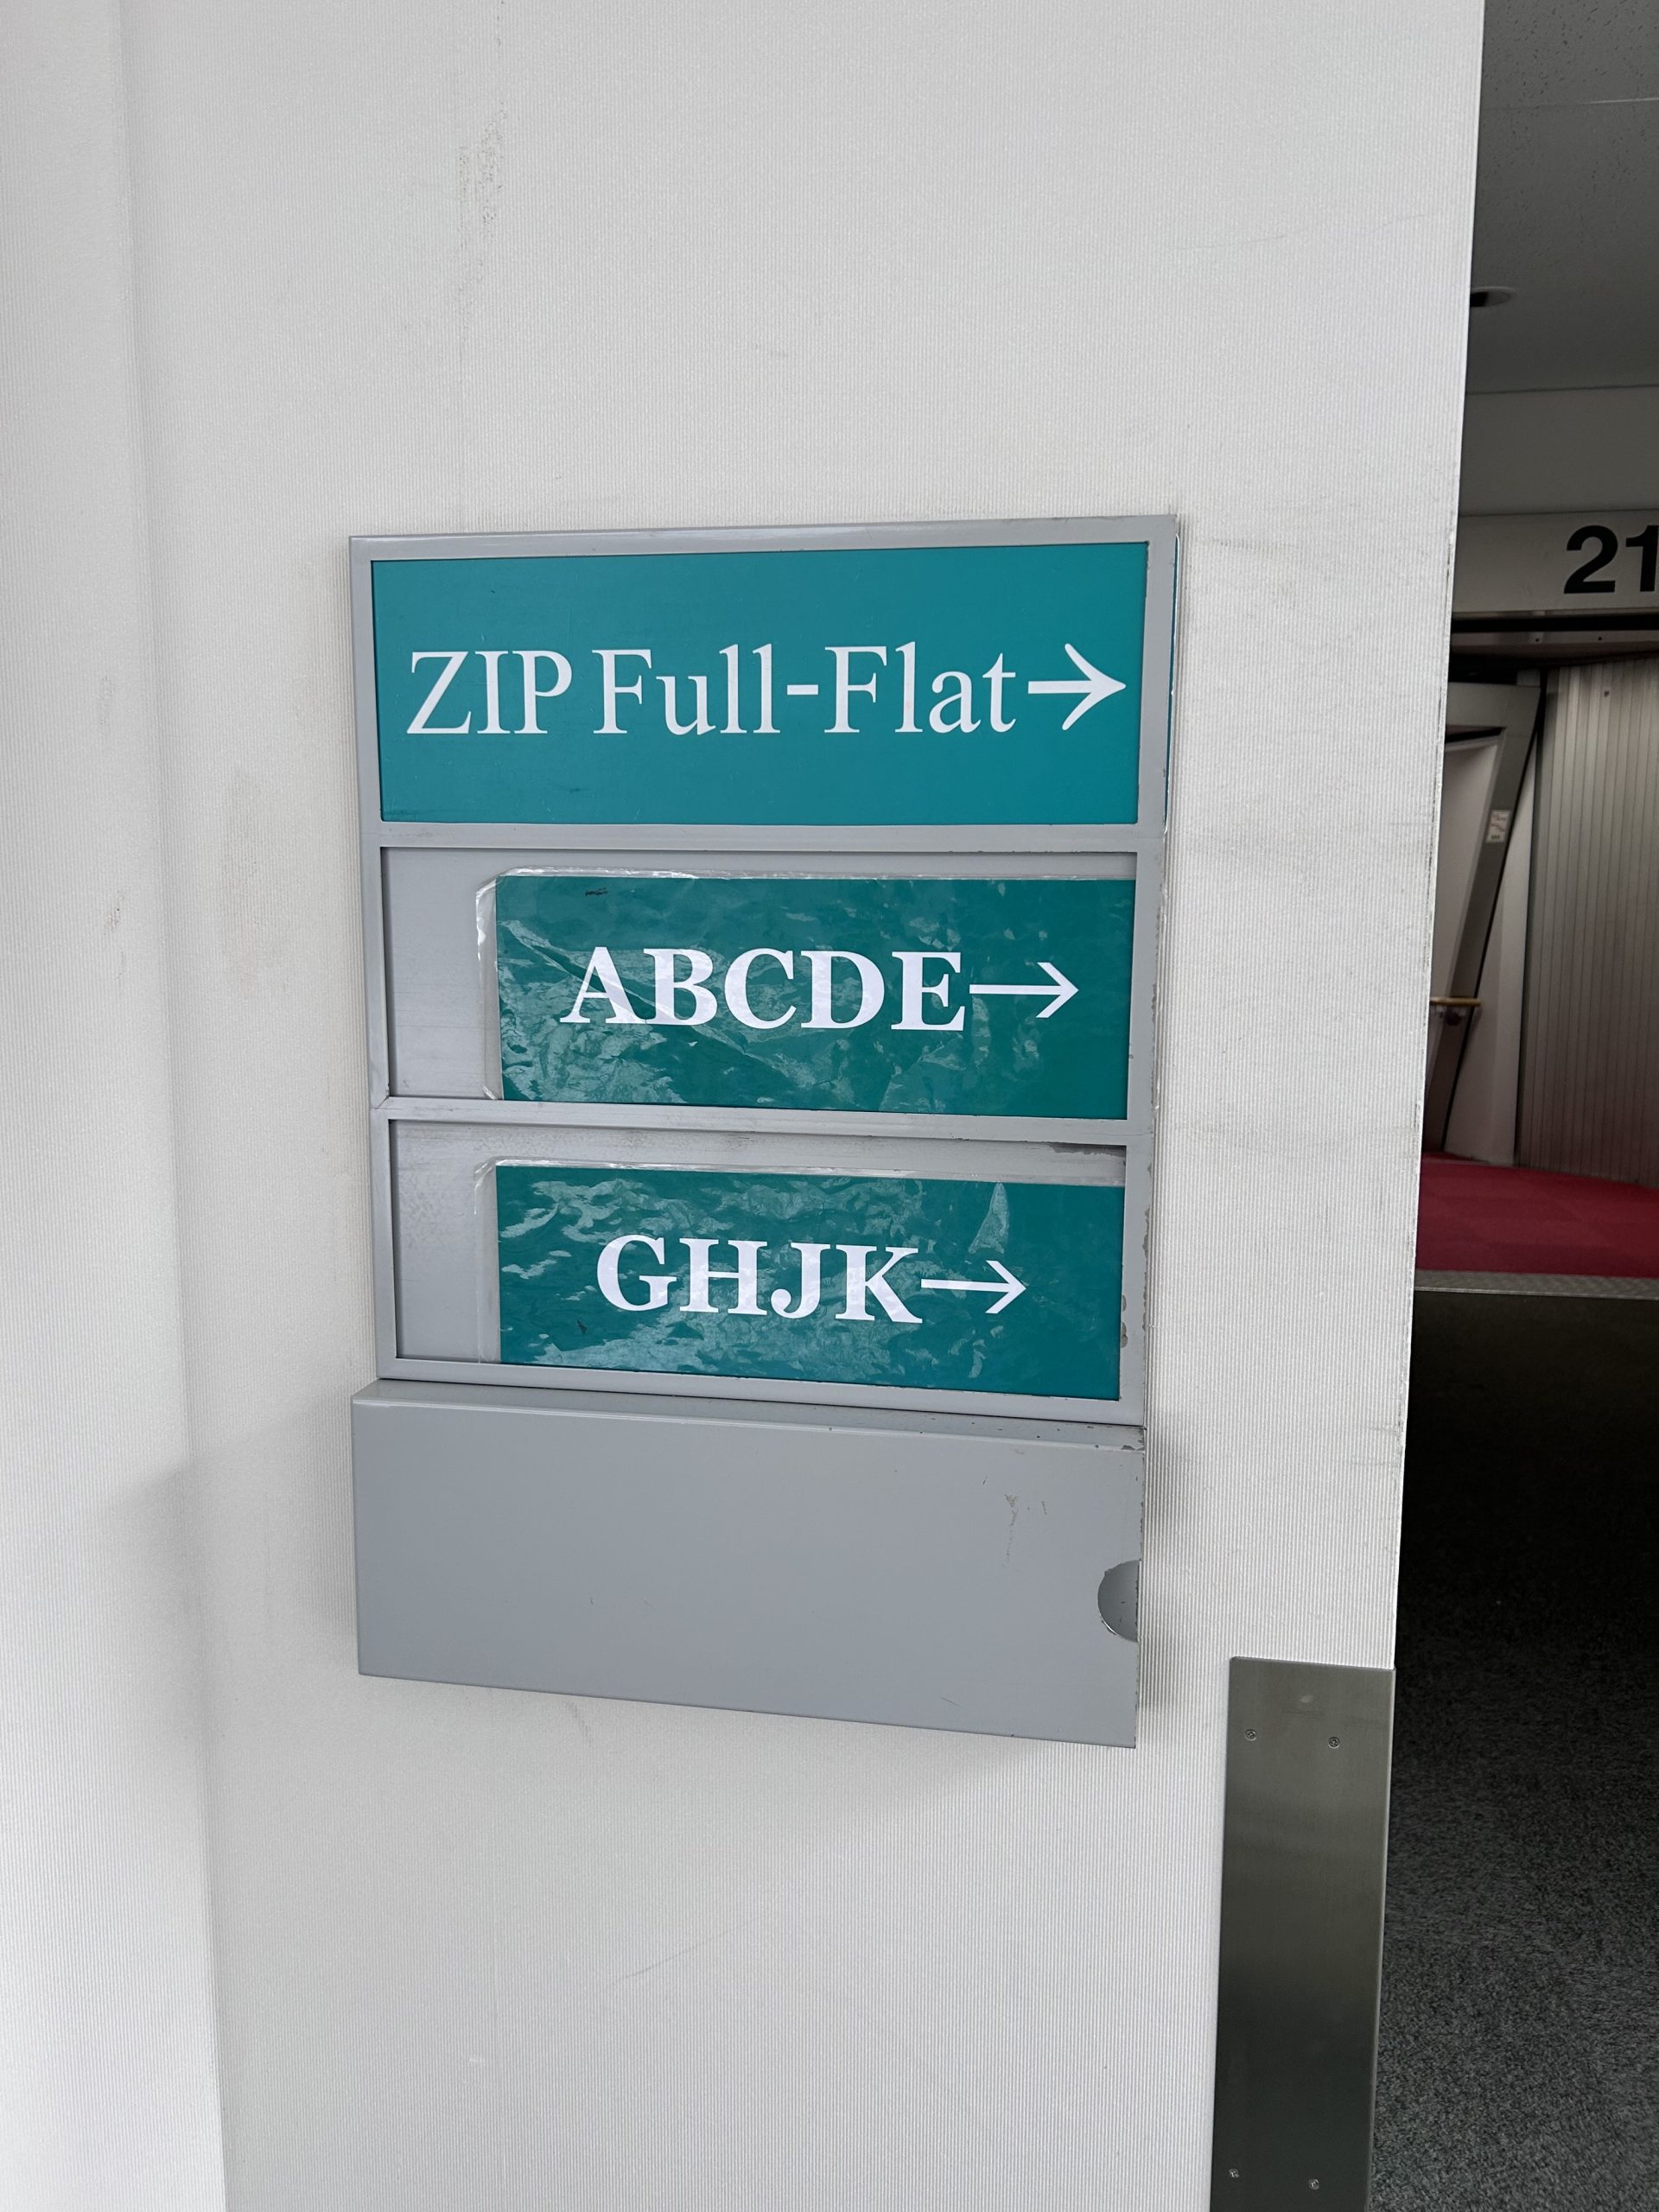 ZIP Full-Flat→
ABCDE→
GHJK→
21